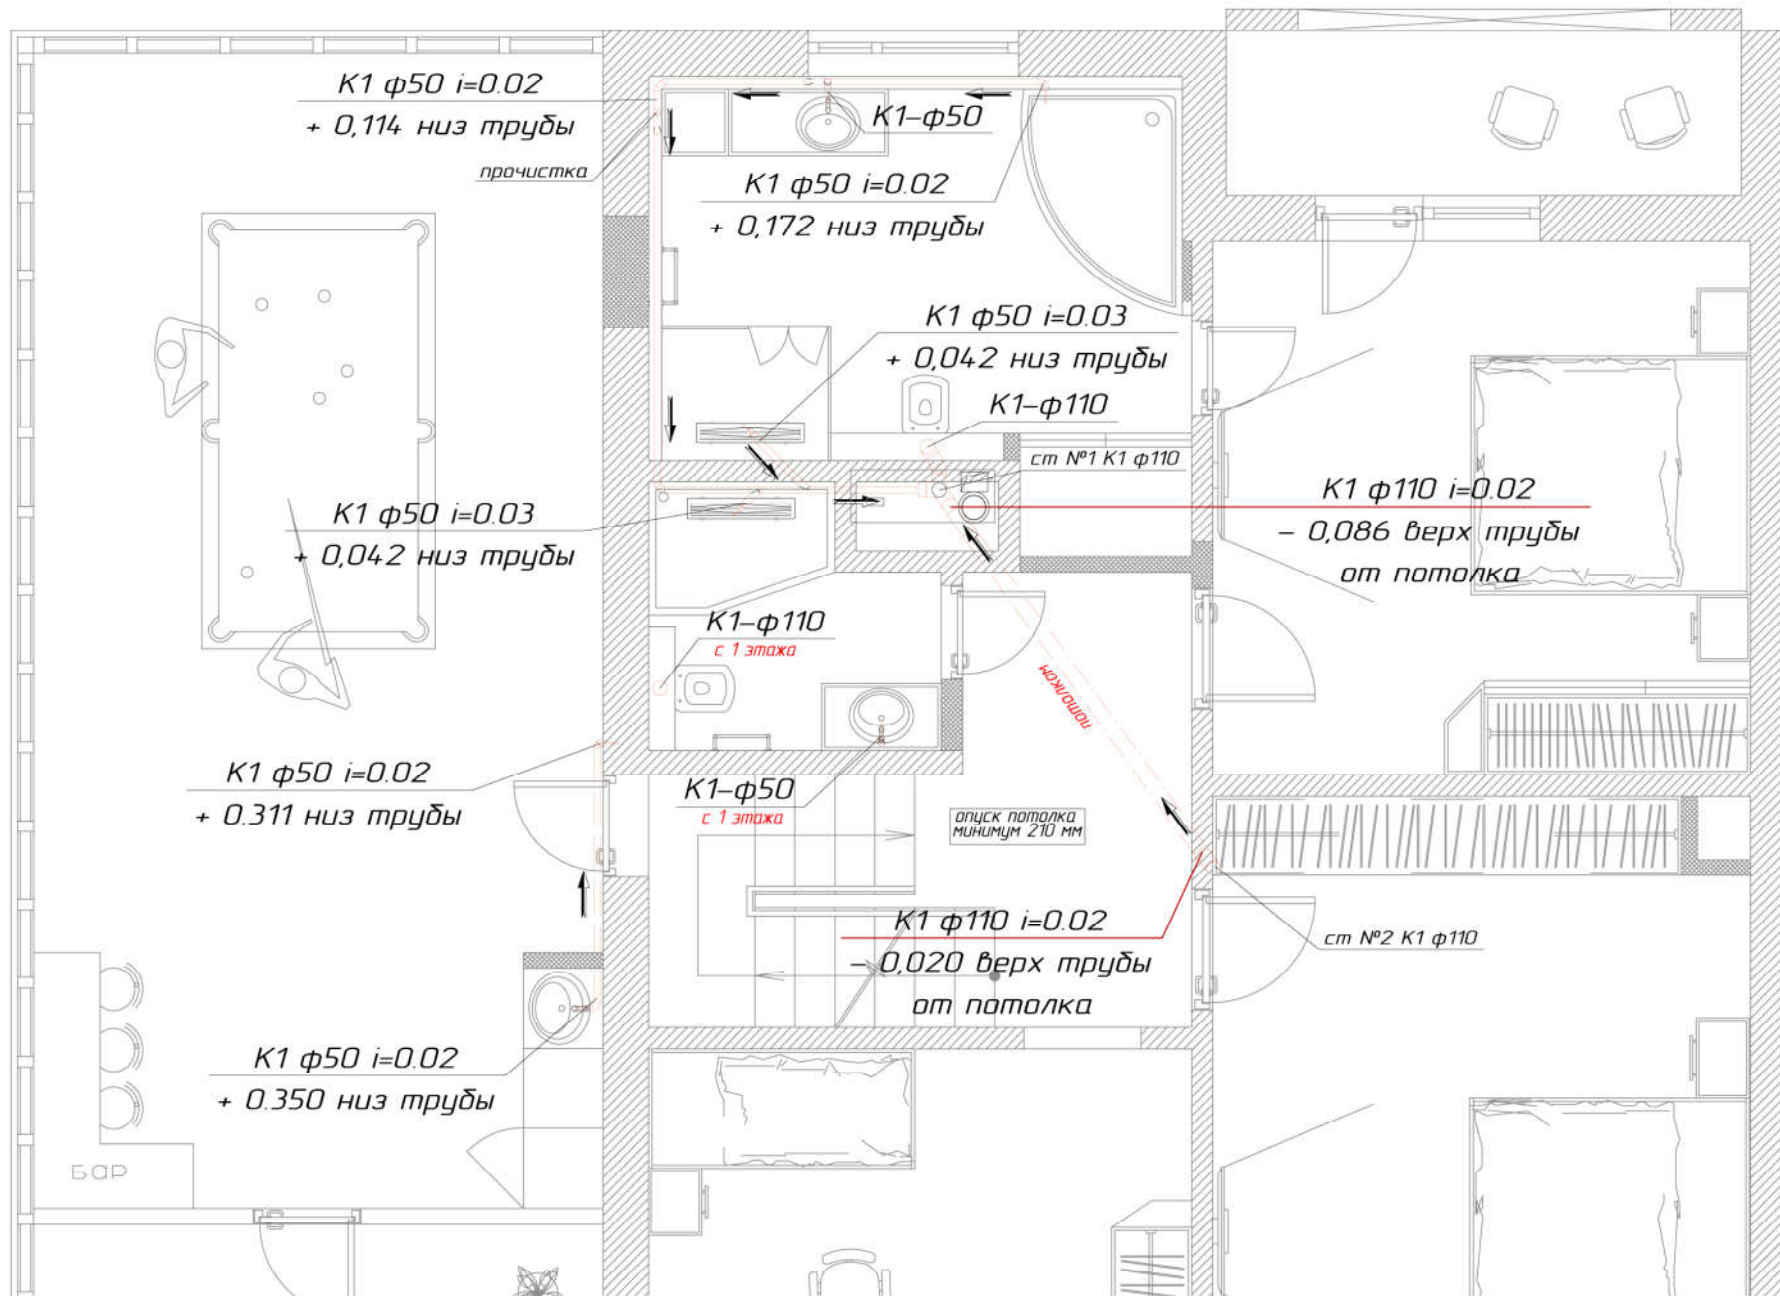 К1 ф50 i=0.02
+ 0,114 низ трубы
прочистка
К1-ф50
К1 ф50 i=0.02
+ 0,172 низ трубы
К1 ф50 i=0.03
+ 0,042 низ трубы
К1-ф110
ст №1 К1 ф110
К1 ф110 i=0.02
- 0,086 верх трубы
от потолка
К1 ф50 i=0.03
+ 0,042 низ трубы
К1-ф110
с 1 этажа
потолком
К1 ф50 i=0.02
+ 0.311 низ трубы
К1-ф50
с 1 этажа
опуск потолка
минимум 210 мм
К1 ф110 i=0.02
- 0,020 верх трубы
от потолка
ст №2 К1 ф110
К1 ф50 i=0.02
+ 0.350 низ трубы
БАР